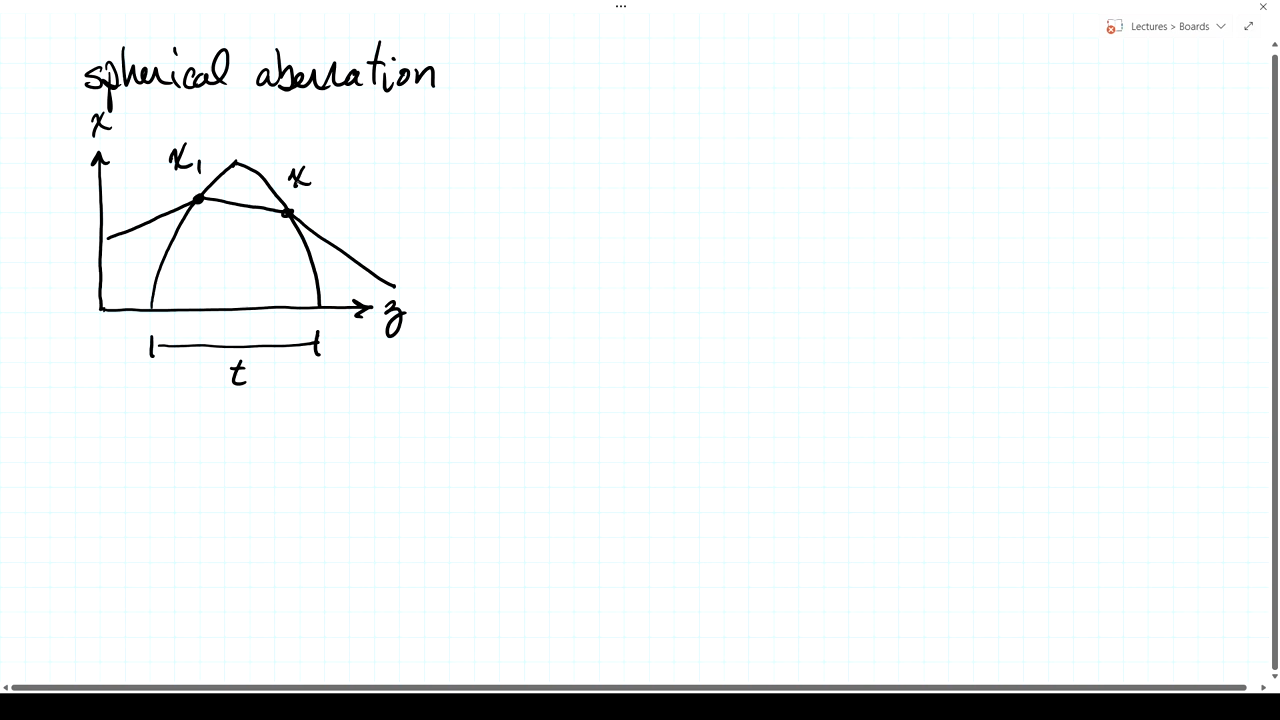 Lectures > Boards
spherical aberration
x
x₁
x
z
t